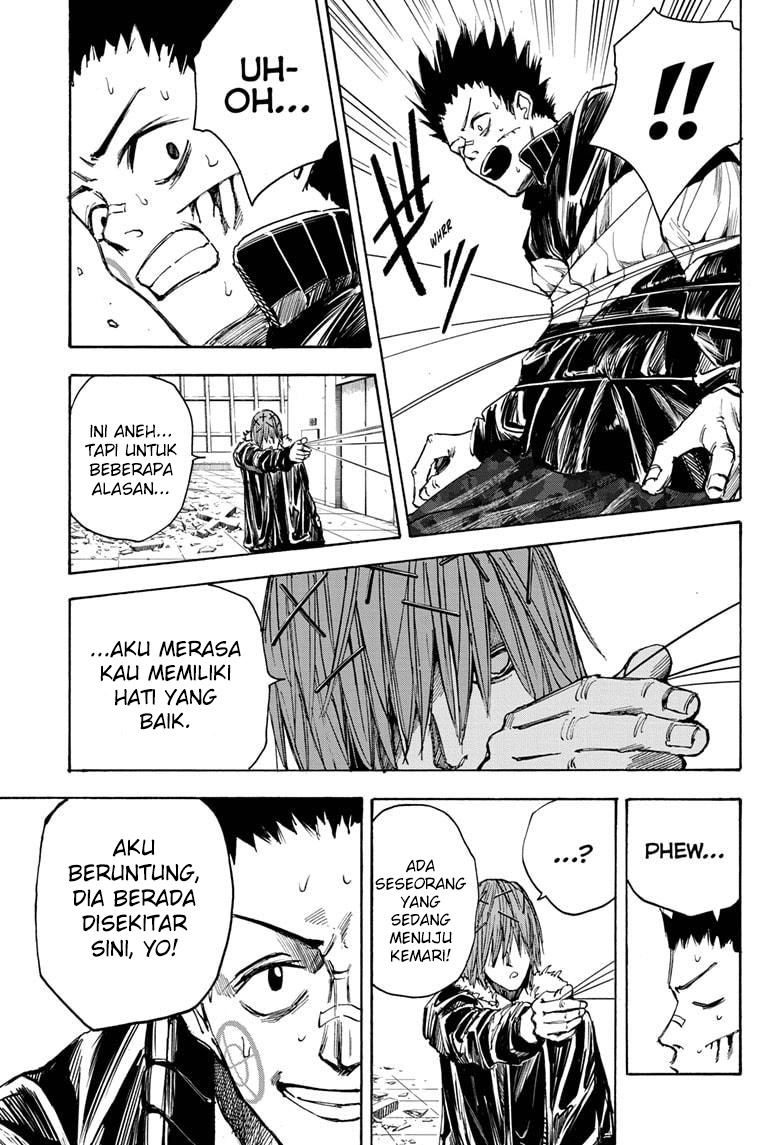 !!
WHRR
UH-
OH...
INI ANEH...
TAPI UNTUK
BEBERAPA
ALASAN...
...AKU MERASA
KAU MEMILIKI
HATI YANG
BAIK.
PHEW...
...?
ADA
SESEORANG
YANG
SEDANG
MENUJU
KEMARI!
AKU
BERUNTUNG,
DIA BERADA
DISEKITAR
SINI, YO!